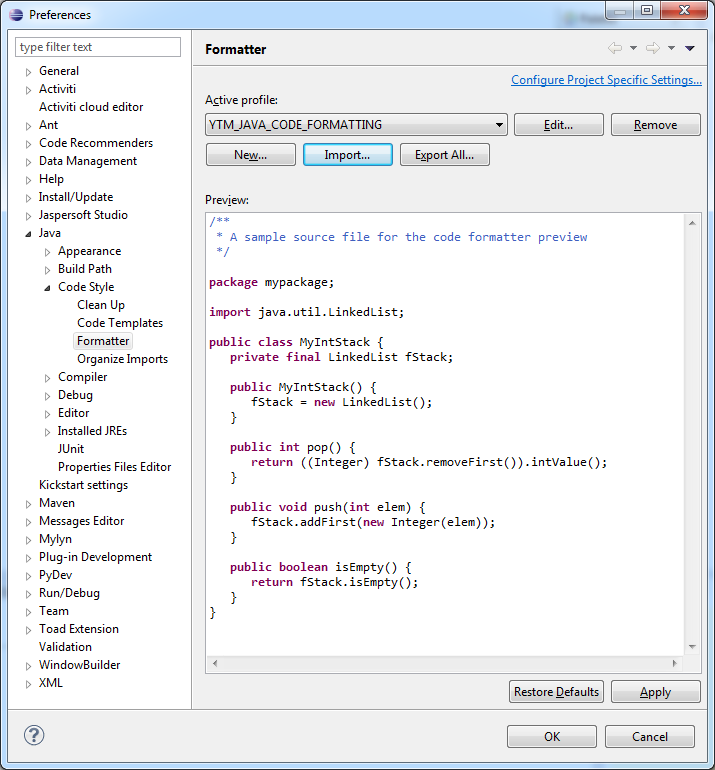 Preferences
type filter text
General
Activiti
Activiti cloud editor
Ant
Code Recommenders
Data Management
Help
Install/Update
Jaspersoft Studio
Java
Appearance
Build Path
Code Style
Clean Up
Code Templates
Formatter
Organize Imports
Compiler
Debug
Editor
Installed JREs
JUnit
Properties Files Editor
Kickstart settings
Maven
Messages Editor
Mylyn
Plug-in Development
PyDev
Run/Debug
Team
Toad Extension
Validation
WindowBuilder
XML
Formatter
Configure Project Specific Settings...
Active profile:
YTM_JAVA_CODE_FORMATTING
Edit...
Remove
New...
Import...
Export All...
Preview:
/**
 * A sample source file for the code formatter preview
 */
package mypackage;
import java.util.LinkedList;
public class MyIntStack {
   private final LinkedList fStack;
   public MyIntStack() {
      fStack = new LinkedList();
   }
   public int pop() {
      return ((Integer) fStack.removeFirst()).intValue();
   }
   public void push(int elem) {
      fStack.addFirst(new Integer(elem));
   }
   public boolean isEmpty() {
      return fStack.isEmpty();
   }
}
Restore Defaults
Apply
?
OK
Cancel